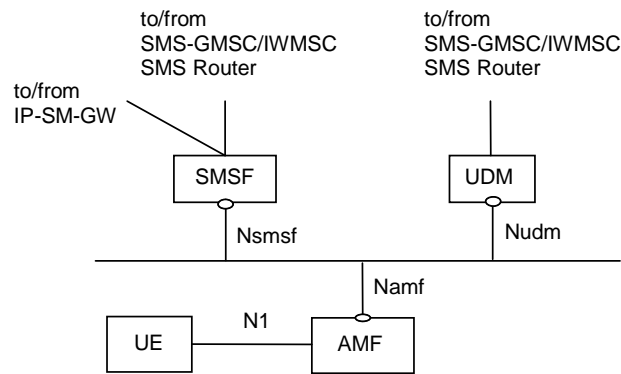 to/from
SMS-GMSC/IWMSC
SMS Router
to/from
SMS-GMSC/IWMSC
SMS Router
to/from
IP-SM-GW
SMSF
UDM
Nsmsf
Nudm
Namf
N1
UE
AMF